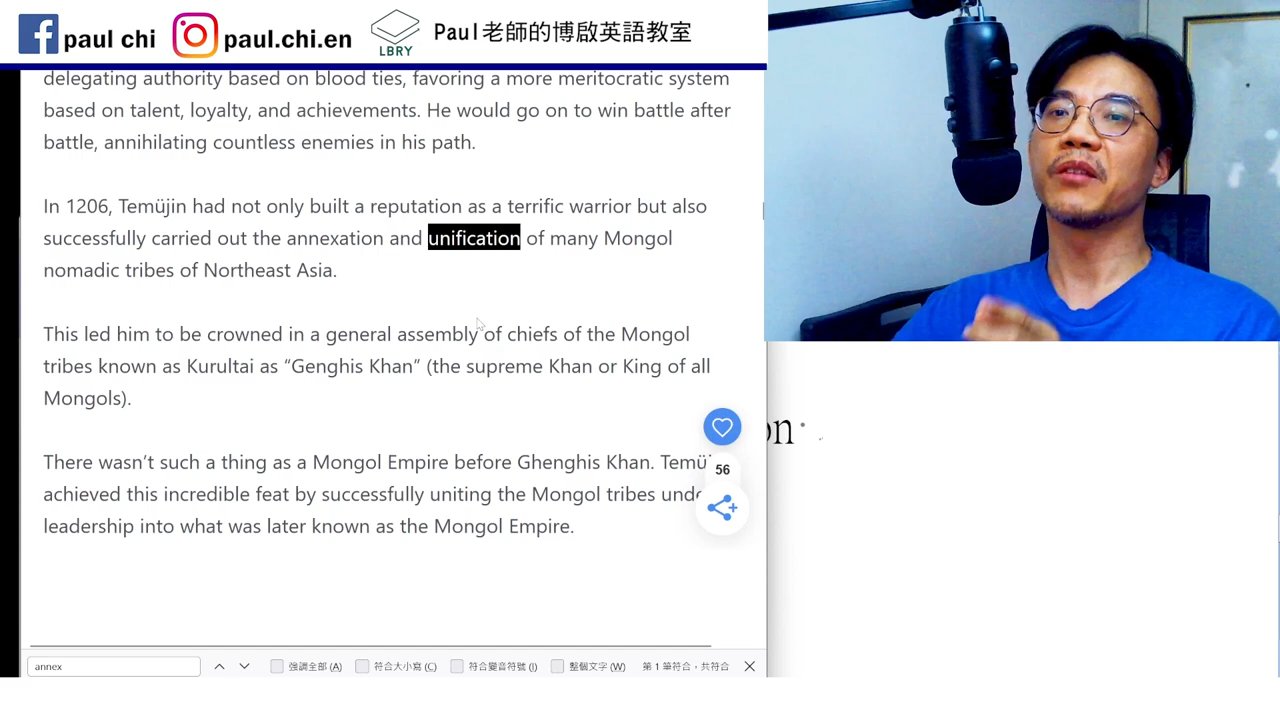 paul chi paul.chi.en LBRY Paul老師的博啟英語教室
delegating authority based on blood ties, favoring a more meritocratic system
based on talent, loyalty, and achievements. He would go on to win battle after
battle, annihilating countless enemies in his path.
In 1206, Temüjin had not only built a reputation as a terrific warrior but also
successfully carried out the annexation and unification of many Mongol
nomadic tribes of Northeast Asia.
This led him to be crowned in a general assembly of chiefs of the Mongol
tribes known as Kurultai as “Genghis Khan” (the supreme Khan or King of all
Mongols).
on
56
There wasn’t such a thing as a Mongol Empire before Ghenghis Khan.
achieved this incredible feat by successfully uniting the Mongol tribes
leadership into what was later known as the Mongol Empire.
annex 強調全部 (A) 符合大小寫 (C) 符合變音符號 (I) 整個文字 (W) 第 1 筆符合，共符合